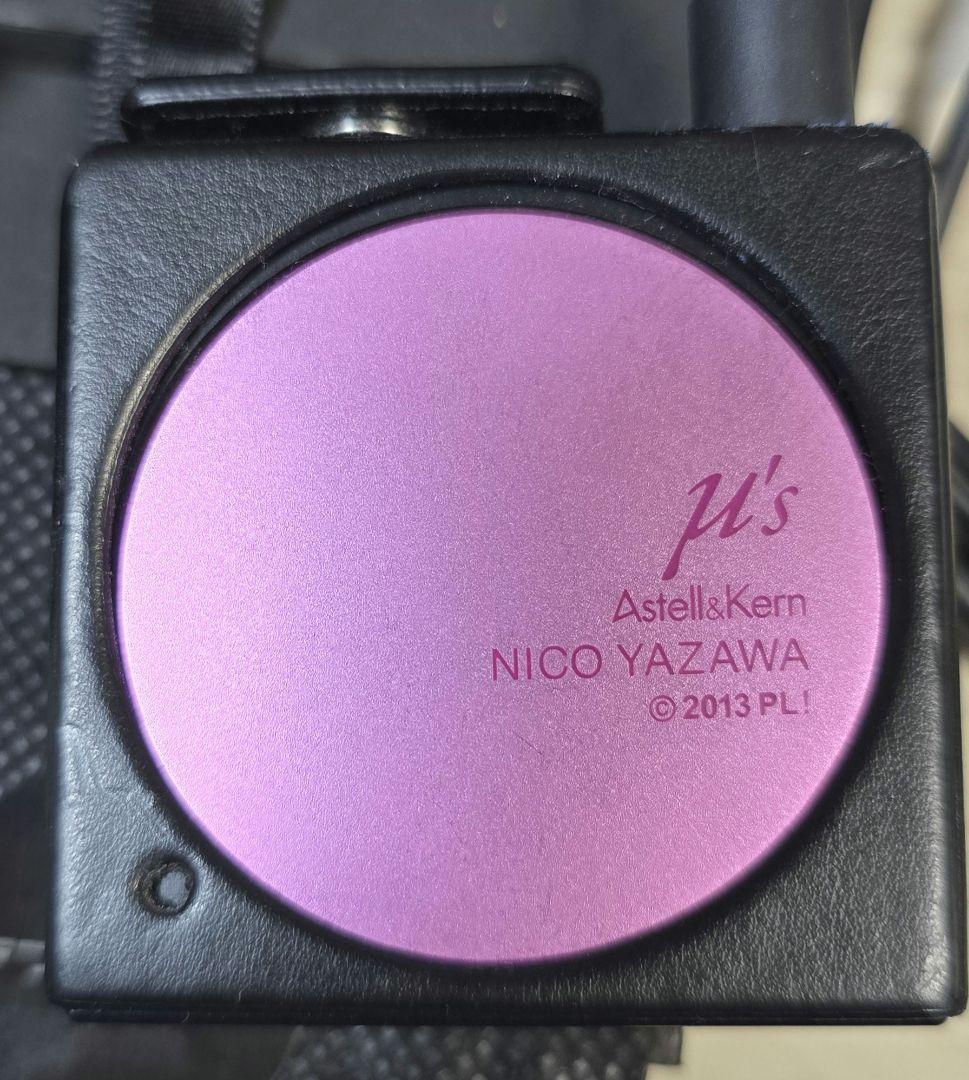 μ's
Astell&Kern
NICO YAZAWA
© 2013 PL!